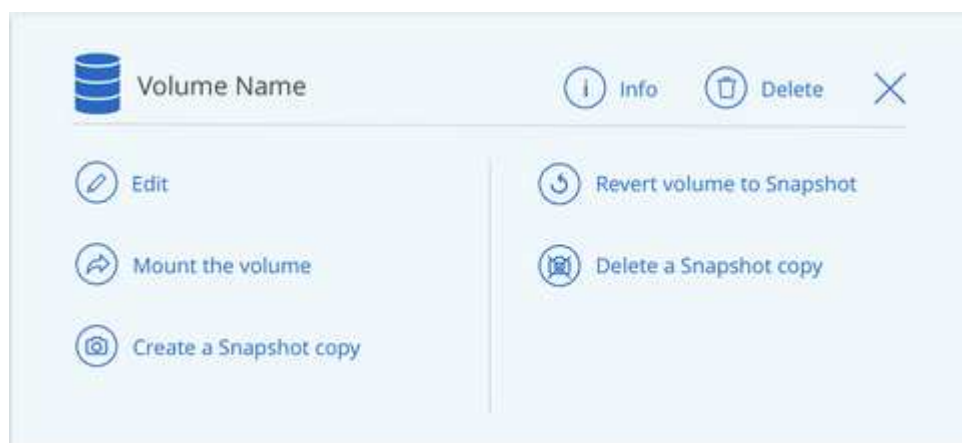 Volume Name
Info
Delete
Edit
Mount the volume
Create a Snapshot copy
Revert volume to Snapshot
Delete a Snapshot copy